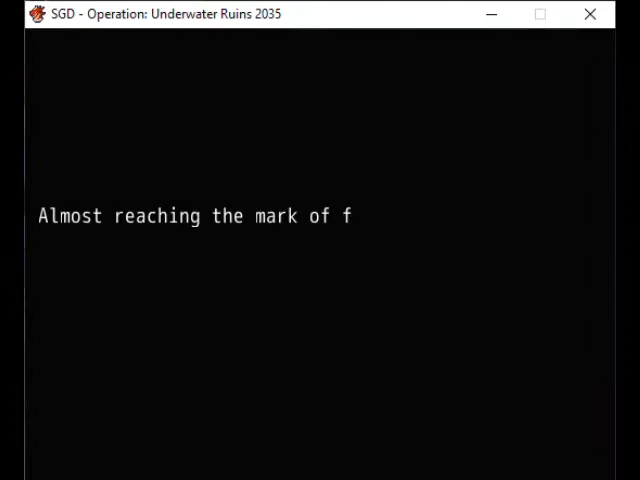 SGD - Operation: Underwater Ruins 2035
Almost reaching the mark of f